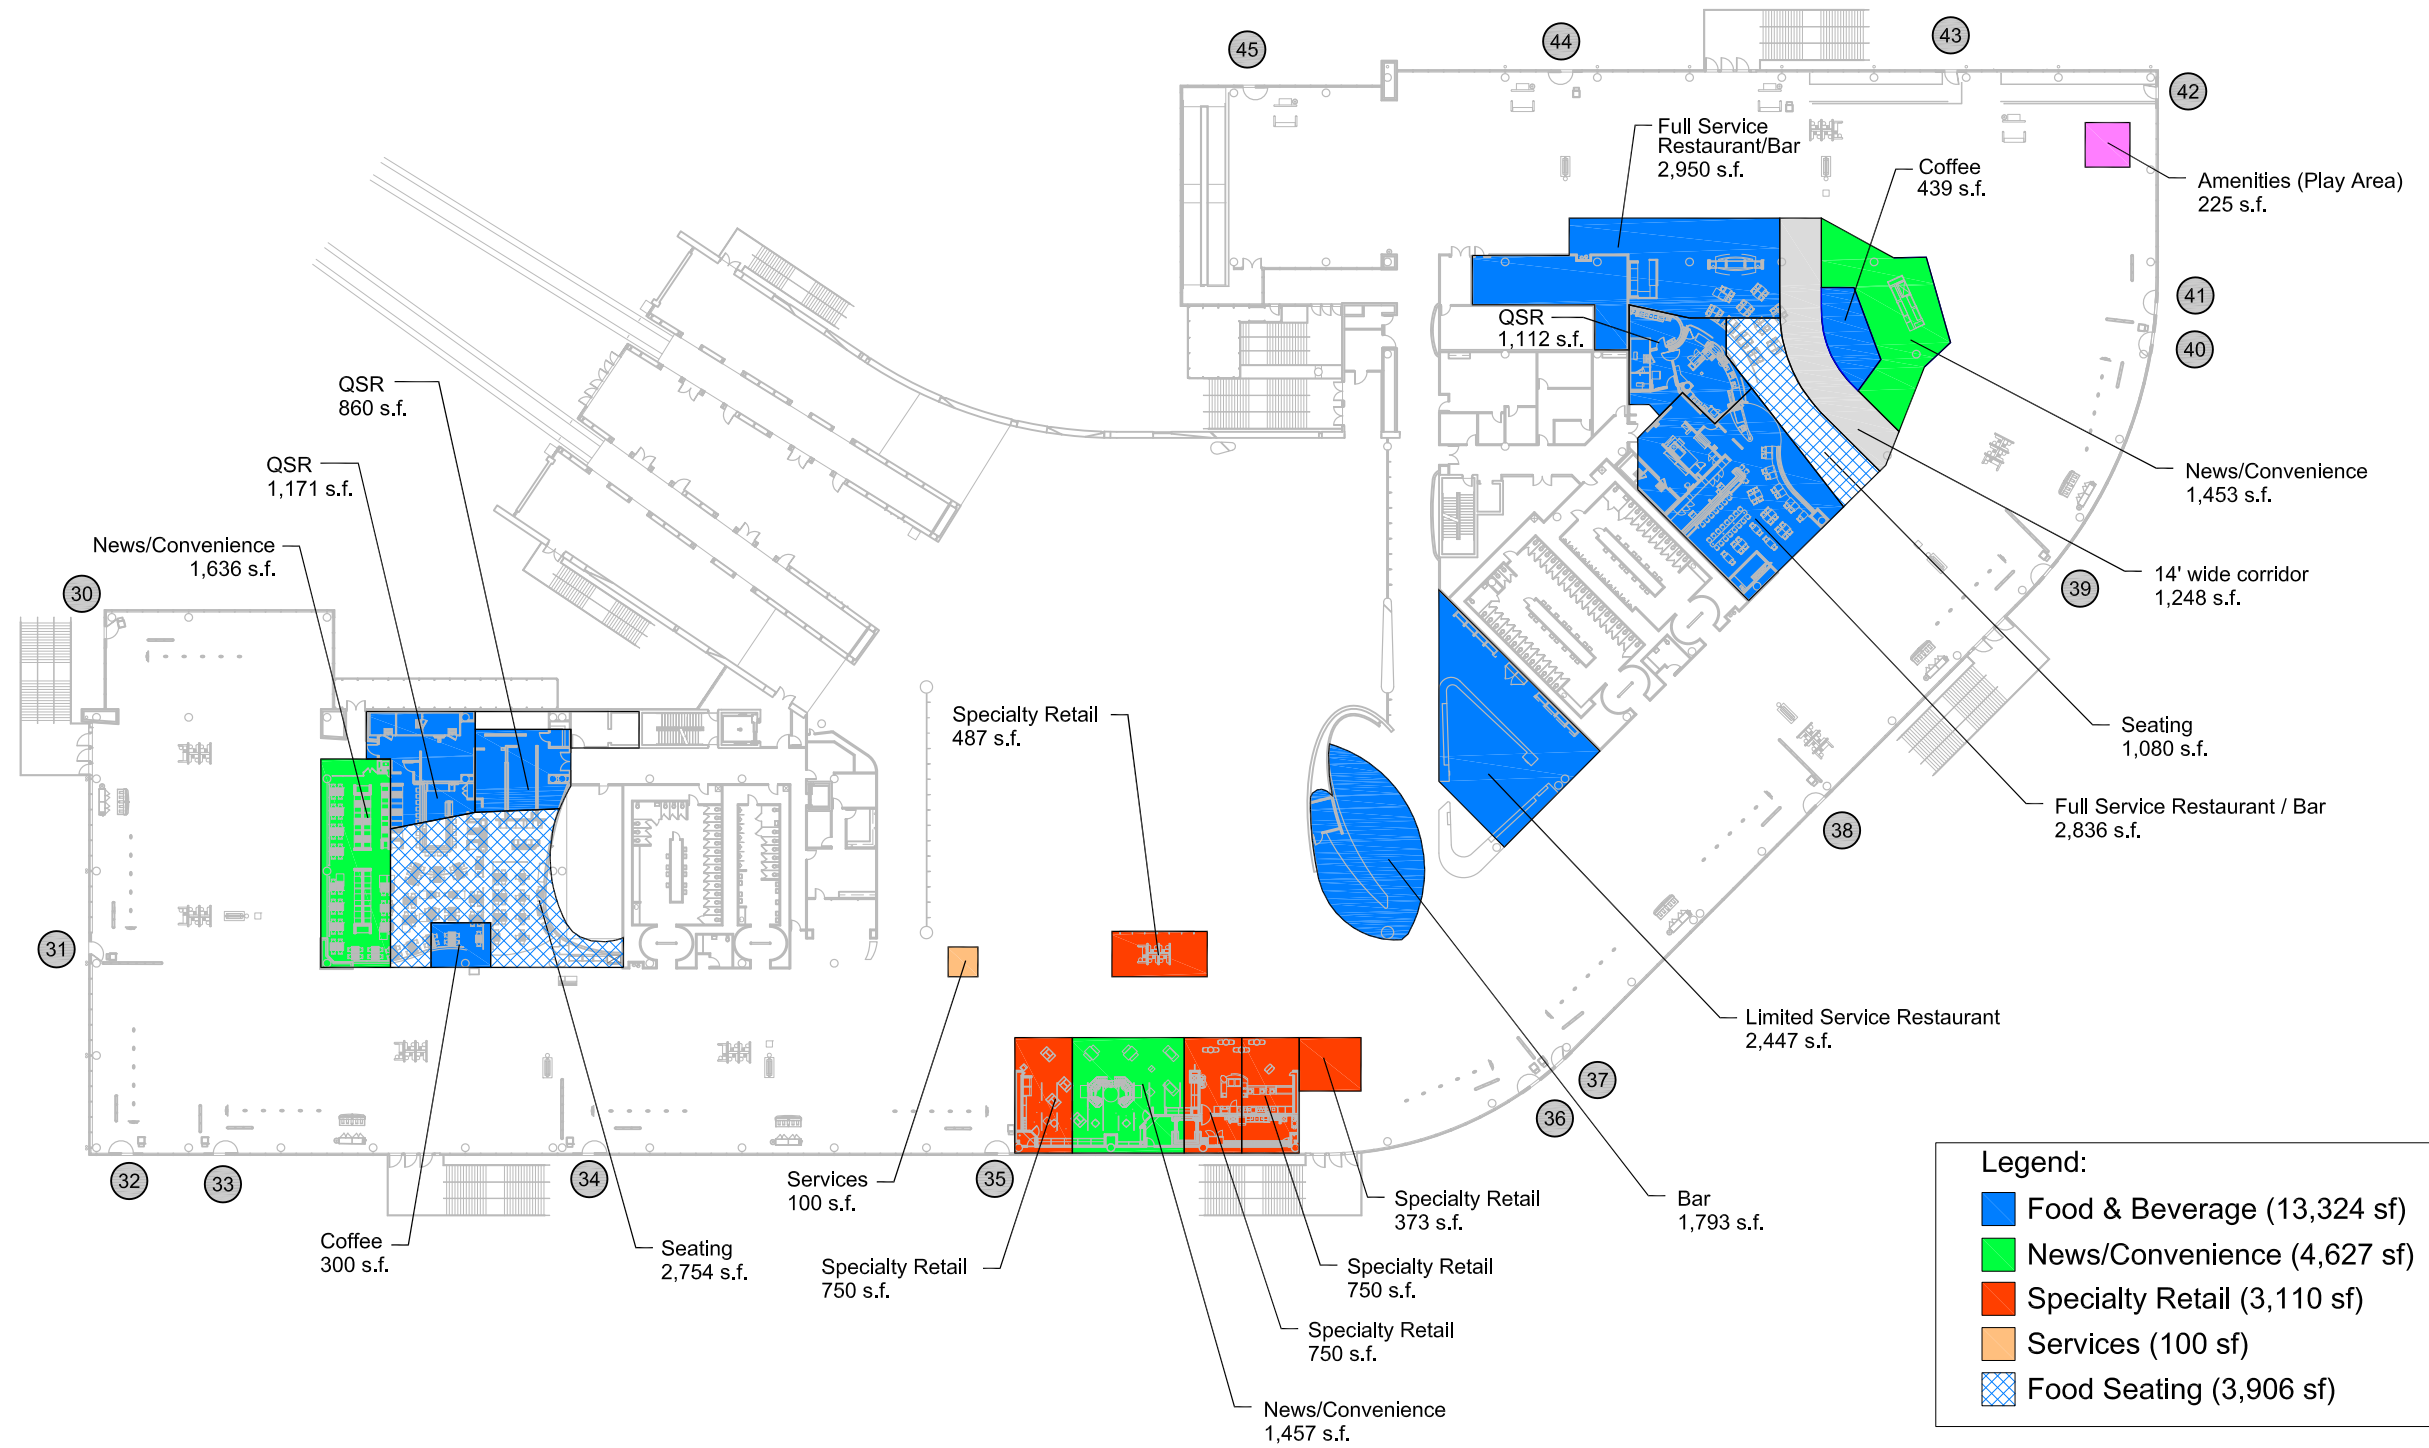 45
44
43
42
Full Service
Restaurant/Bar
2,950 s.f.
Coffee
439 s.f.
Amenities (Play Area)
225 s.f.
41
40
QSR
1,112 s.f.
QSR
860 s.f.
QSR
1,171 s.f.
News/Convenience
1,453 s.f.
News/Convenience
1,636 s.f.
14' wide corridor
1,248 s.f.
39
30
Specialty Retail
487 s.f.
Seating
1,080 s.f.
Full Service Restaurant / Bar
2,836 s.f.
38
31
Limited Service Restaurant
2,447 s.f.
37
36
32
33
34
35
Services
100 s.f.
Specialty Retail
373 s.f.
Bar
1,793 s.f.
Coffee
300 s.f.
Seating
2,754 s.f.
Specialty Retail
750 s.f.
Specialty Retail
750 s.f.
Specialty Retail
750 s.f.
News/Convenience
1,457 s.f.
Legend:
Food & Beverage (13,324 sf)
News/Convenience (4,627 sf)
Specialty Retail (3,110 sf)
Services (100 sf)
Food Seating (3,906 sf)